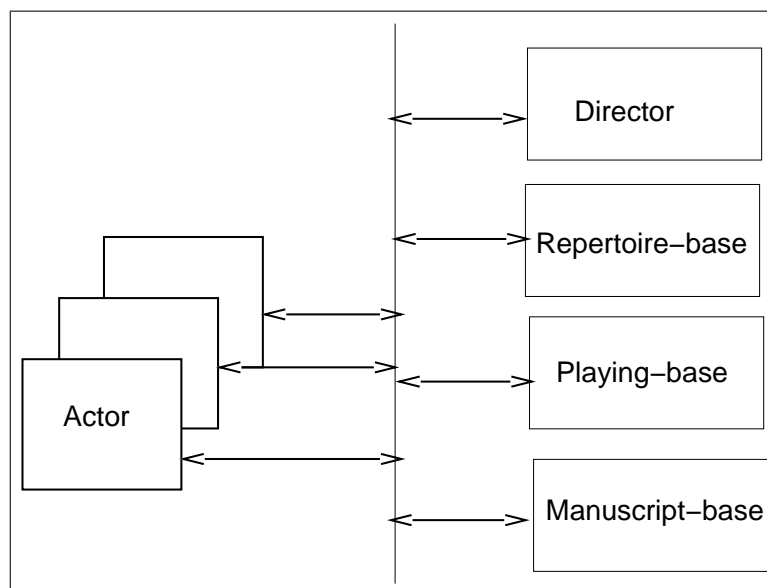 Director
Repertoire−base
Playing−base
Actor
Manuscript−base